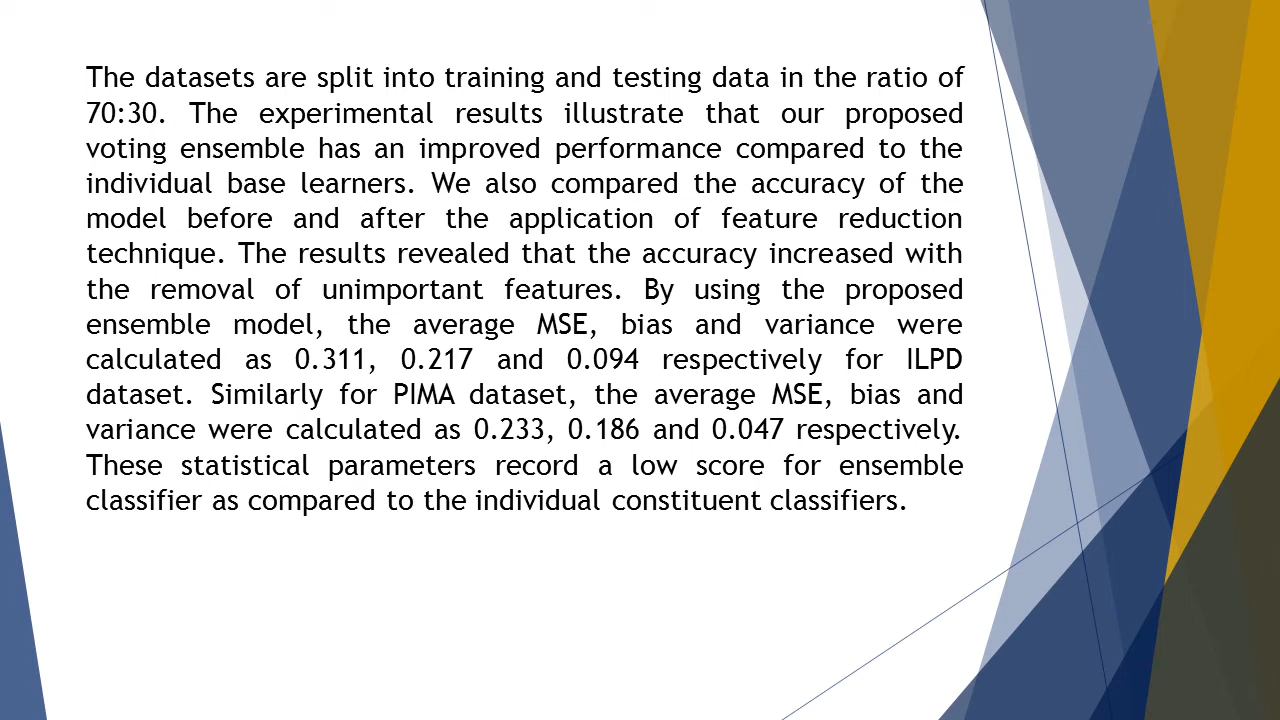 The datasets are split into training and testing data in the ratio of
70:30. The experimental results illustrate that our proposed
voting ensemble has an improved performance compared to the
individual base learners. We also compared the accuracy of the
model before and after the application of feature reduction
technique. The results revealed that the accuracy increased with
the removal of unimportant features. By using the proposed
ensemble model, the average MSE, bias and variance were
calculated as 0.311, 0.217 and 0.094 respectively for ILPD
dataset. Similarly for PIMA dataset, the average MSE, bias and
variance were calculated as 0.233, 0.186 and 0.047 respectively.
These statistical parameters record a low score for ensemble
classifier as compared to the individual constituent classifiers.